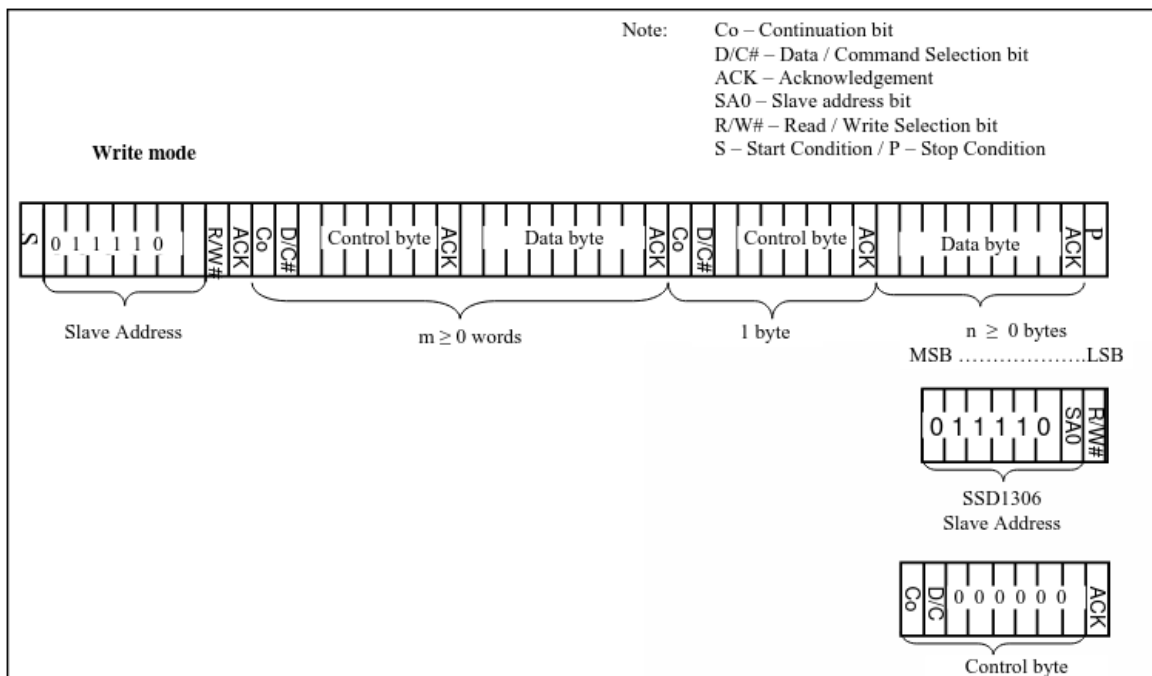 Note: Co – Continuation bit
D/C# – Data / Command Selection bit
ACK – Acknowledgement
SA0 – Slave address bit
R/W# – Read / Write Selection bit
S – Start Condition / P – Stop Condition
Write mode
S 0 1 1 1 1 0 R/W# ACK Co D/C# Control byte ACK Data byte ACK Co D/C# Control byte ACK Data byte ACK P
Slave Address m ≥ 0 words 1 byte n ≥ 0 bytes
MSB ………………….LSB
0 1 1 1 1 0 SA0 R/W#
SSD1306
Slave Address
Co D/C 0 0 0 0 0 0 ACK
Control byte